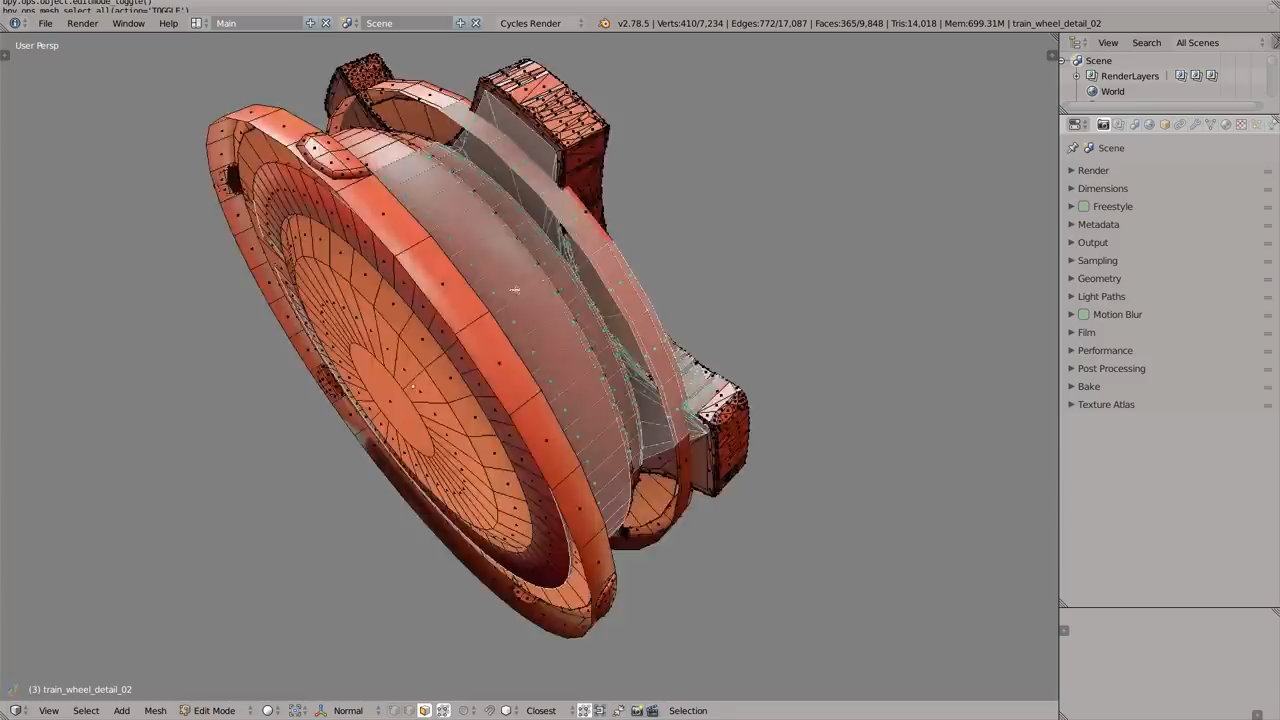 bpy.ops.object.editmode_toggle()
bpy.ops.mesh.select_all(action='TOGGLE')
File Render Window Help Main Scene Cycles Render v2.78.5 | Verts:410/7,234 | Edges:772/17,087 | Faces:365/9,848 | Tris:14,018 | Mem:699.31M | train_wheel_detail_02
User Persp
View Search All Scenes
Scene
RenderLayers
World
Scene
Render
Dimensions
Freestyle
Metadata
Output
Sampling
Geometry
Light Paths
Motion Blur
Film
Performance
Post Processing
Bake
Texture Atlas
(3) train_wheel_detail_02
View Select Add Mesh Edit Mode Normal Closest Selection